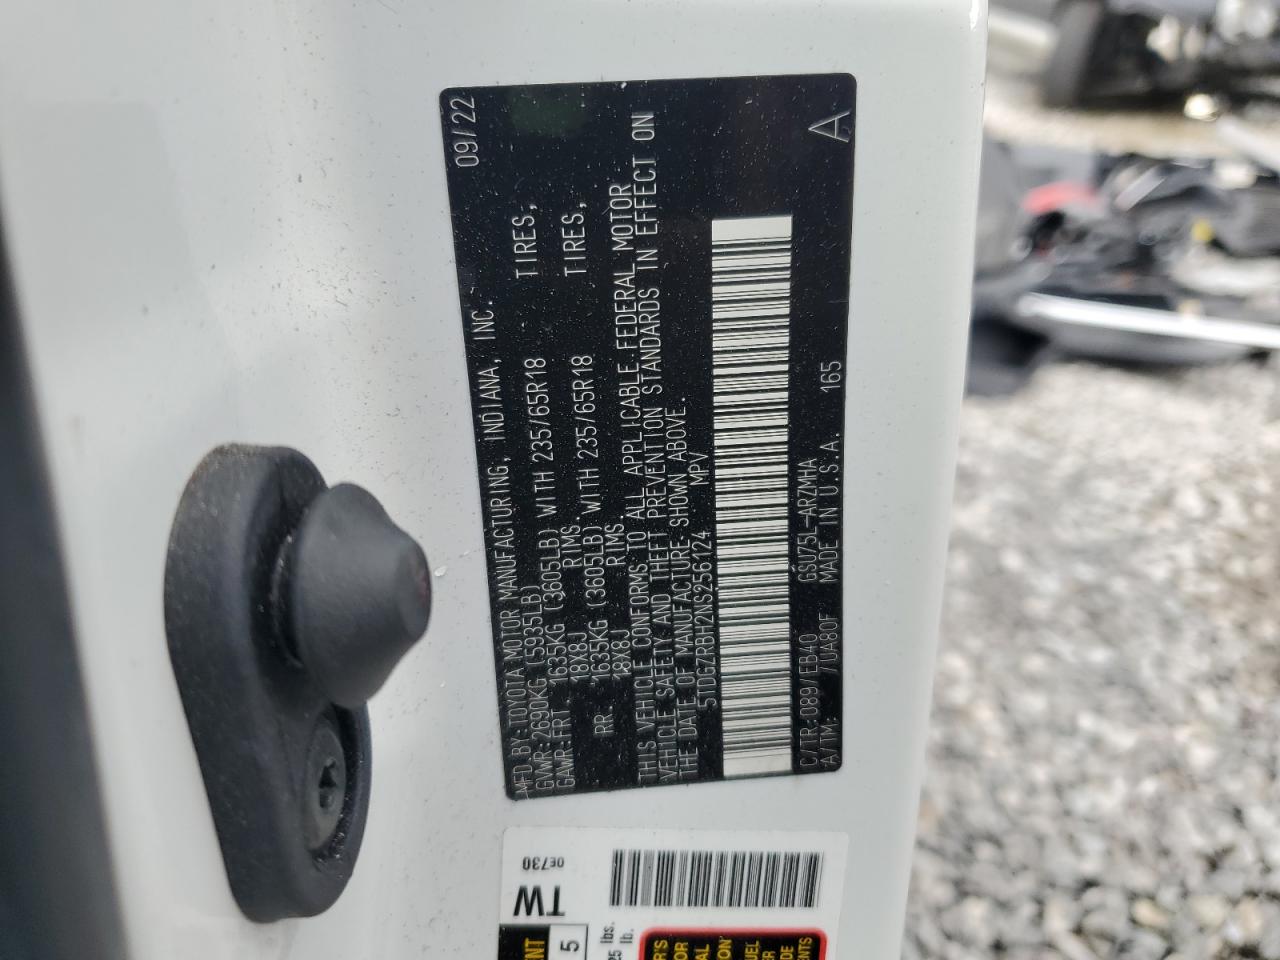 MFD. BY: TOYOTA MOTOR MANUFACTURING, INDIANA, INC. 09/22
GVWR: 2690KG (5935LB)
GAWR: FRT. 1635KG (3605LB) WITH 235/65R18 TIRES,
18X8J RIMS.
RR. 1635KG (3605LB) WITH 235/65R18 TIRES,
18X8J RIMS.
THIS VEHICLE CONFORMS TO ALL APPLICABLE FEDERAL MOTOR
VEHICLE SAFETY AND THEFT PREVENTION STANDARDS IN EFFECT ON
THE DATE OF MANUFACTURE SHOWN ABOVE.
5TDGZRBH2NS256124 MPV
C/TR: 089/EB40 GSU75L-ARZMHA
A/TM: /UA80F MADE IN U.S.A. 165
A
0E730
TW
5
lb.